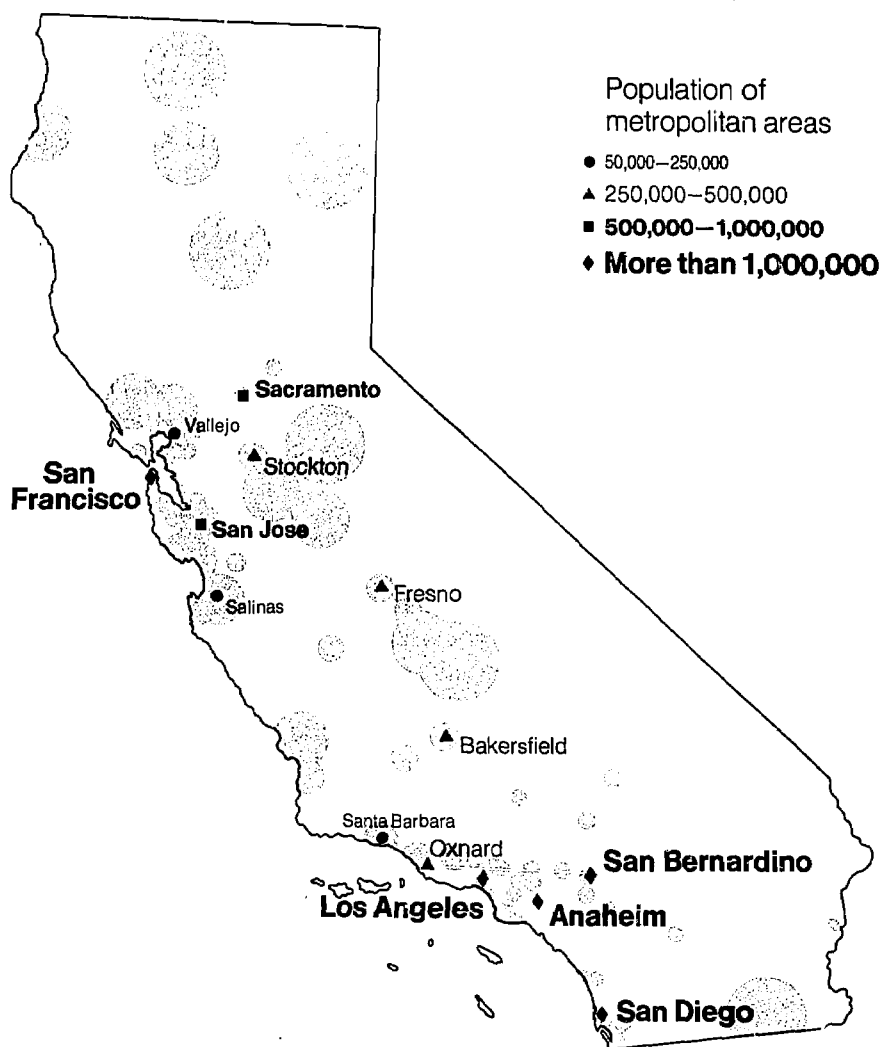 Population of
metropolitan areas
50,000–250,000
250,000–500,000
500,000–1,000,000
More than 1,000,000
Sacramento
Vallejo
Stockton
San
Francisco
San Jose
Salinas
Fresno
Bakersfield
Santa Barbara
Oxnard
San Bernardino
Los Angeles
Anaheim
San Diego